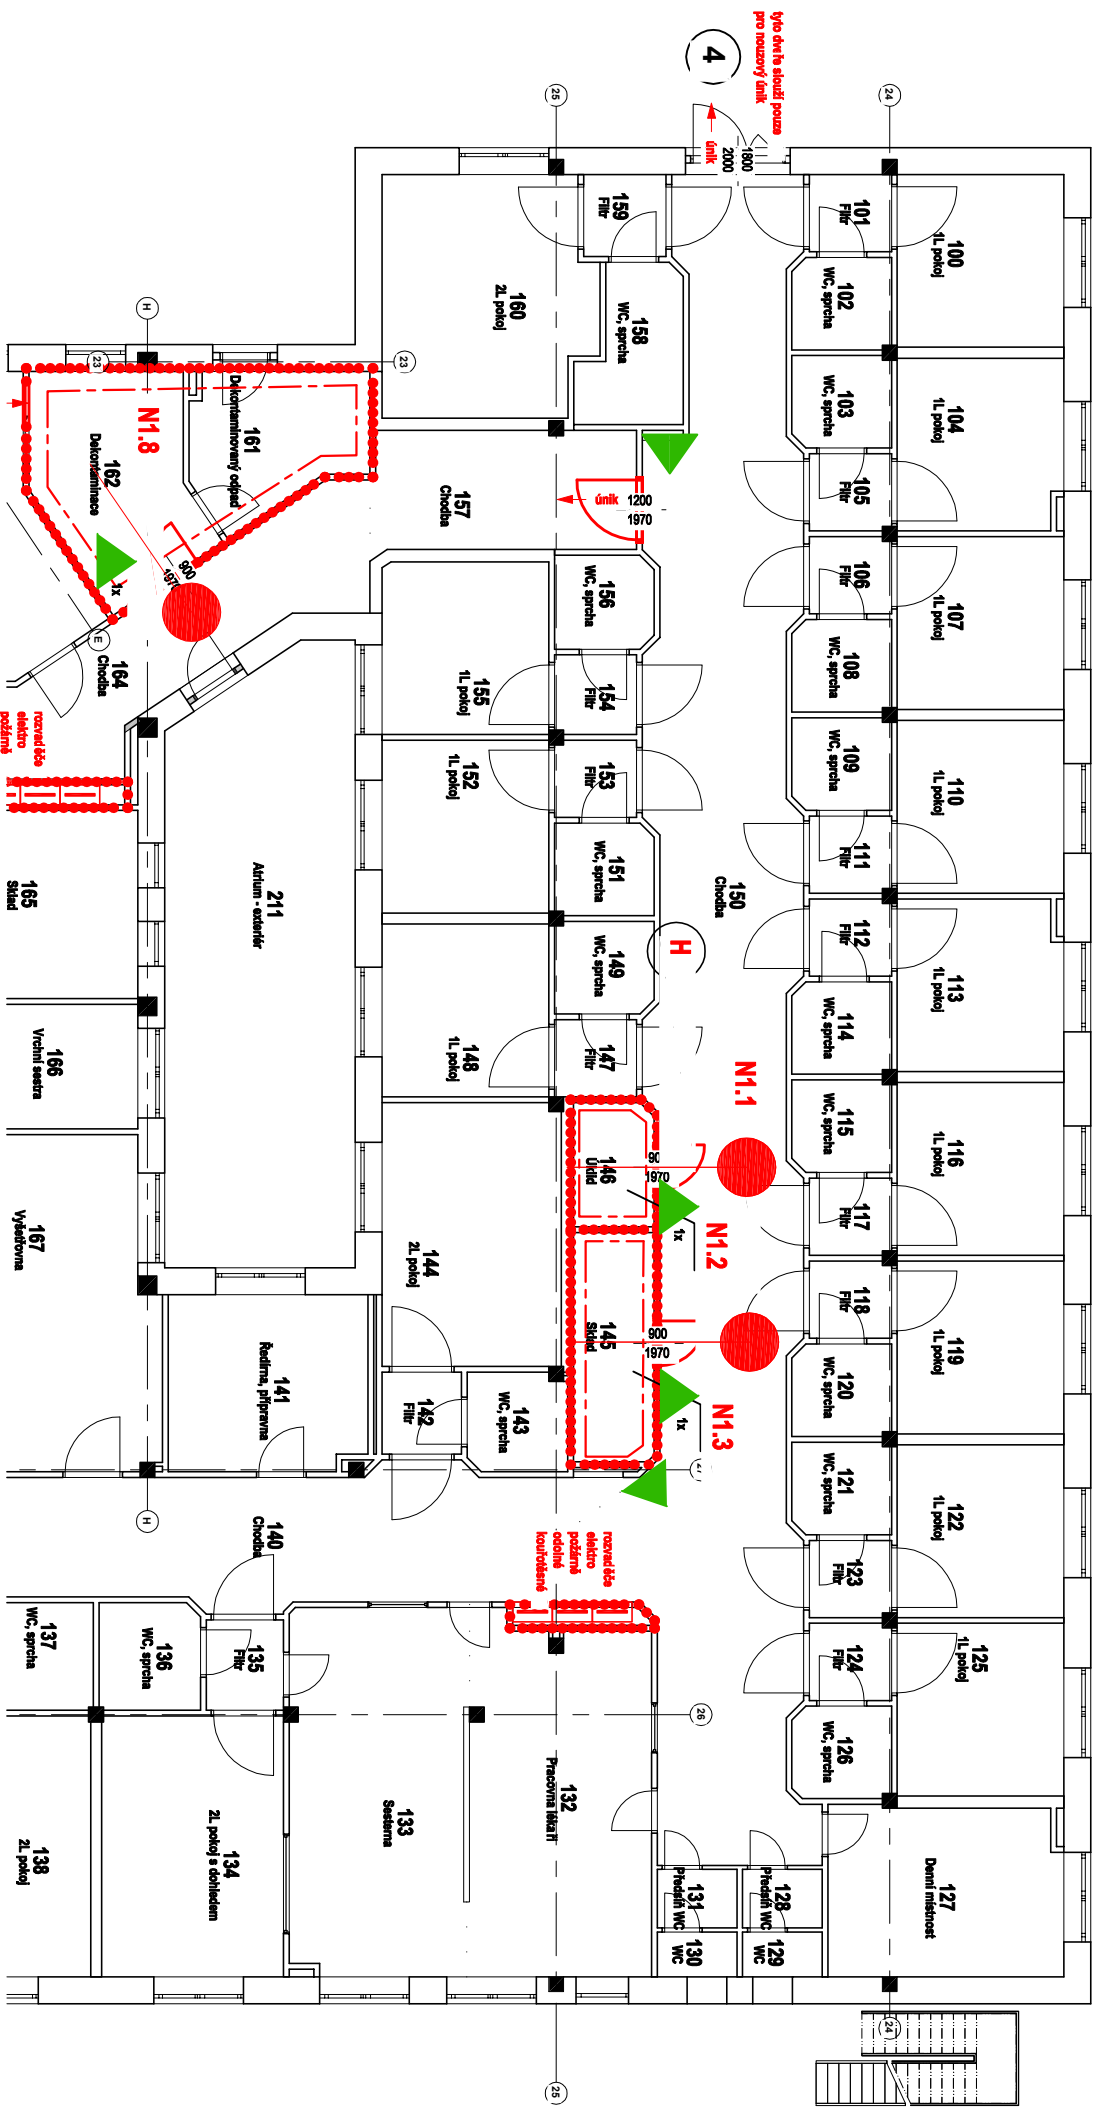 tyto dveře slouží pouze
pro nouzový únik
4
24
25
únik
1800
2000
100
1L pokoj
101
Filtr
102
WC, sprcha
103
WC, sprcha
104
1L pokoj
105
Filtr
106
Filtr
107
1L pokoj
108
WC, sprcha
109
WC, sprcha
110
1L pokoj
111
Filtr
112
Filtr
113
1L pokoj
114
WC, sprcha
115
WC, sprcha
116
1L pokoj
117
Filtr
118
Filtr
119
1L pokoj
120
WC, sprcha
121
WC, sprcha
122
1L pokoj
123
Filtr
124
Filtr
125
1L pokoj
126
WC, sprcha
127
Denní místnost
128
Předsíň WC
129
WC
130
WC
131
Předsíň WC
132
Pracovna lékaři
133
Sesterna
134
2L pokoj s dohledem
135
Filtr
136
WC, sprcha
137
WC, sprcha
138
2L pokoj
140
Chodba
141
Ředírna, přípravna
142
Filtr
143
WC, sprcha
144
2L pokoj
145
Sklad
146
Úklid
147
Filtr
148
1L pokoj
149
WC, sprcha
150
Chodba
151
WC, sprcha
152
1L pokoj
153
Filtr
154
Filtr
155
1L pokoj
156
WC, sprcha
157
Chodba
158
WC, sprcha
159
Filtr
160
2L pokoj
161
Dekontaminovaný odpad
162
Dekontaminace
164
Chodba
165
Sklad
166
Vrchní sestra
167
Vyšetřovna
211
Atrium - exteriér
únik
1200
1970
N1.8
900
1970
1x
E
H
23
23
rozvaděče
elektro
požárně
H
N1.1
90
1970
1x
N1.2
900
1970
1x
N1.3
27
rozvaděče
elektro
požárně
odolné
kouřotěsné
H
26
24
25